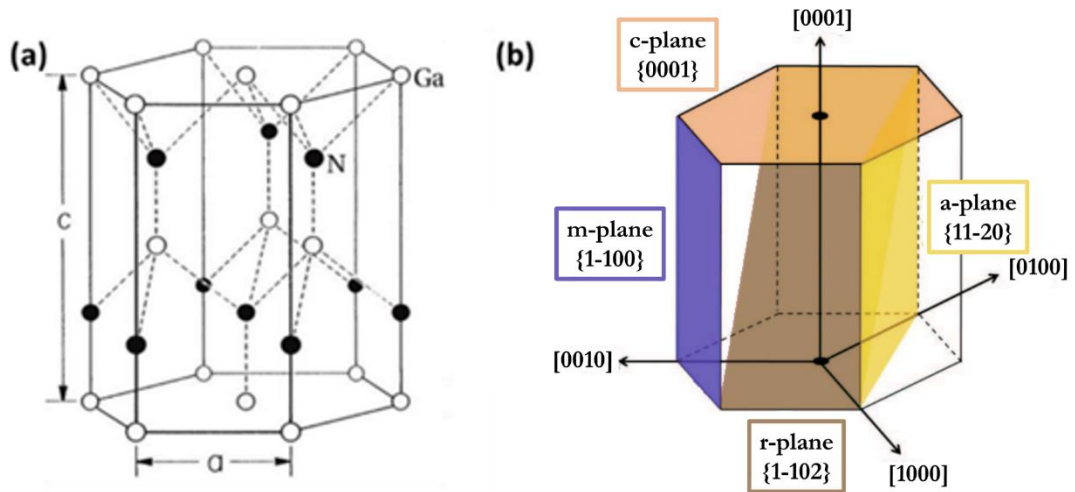 (a)
Ga
N
c
a
(b)
[0001]
c-plane
{0001}
m-plane
{1-100}
a-plane
{11-20}
[0100]
[0010]
r-plane
{1-102}
[1000]